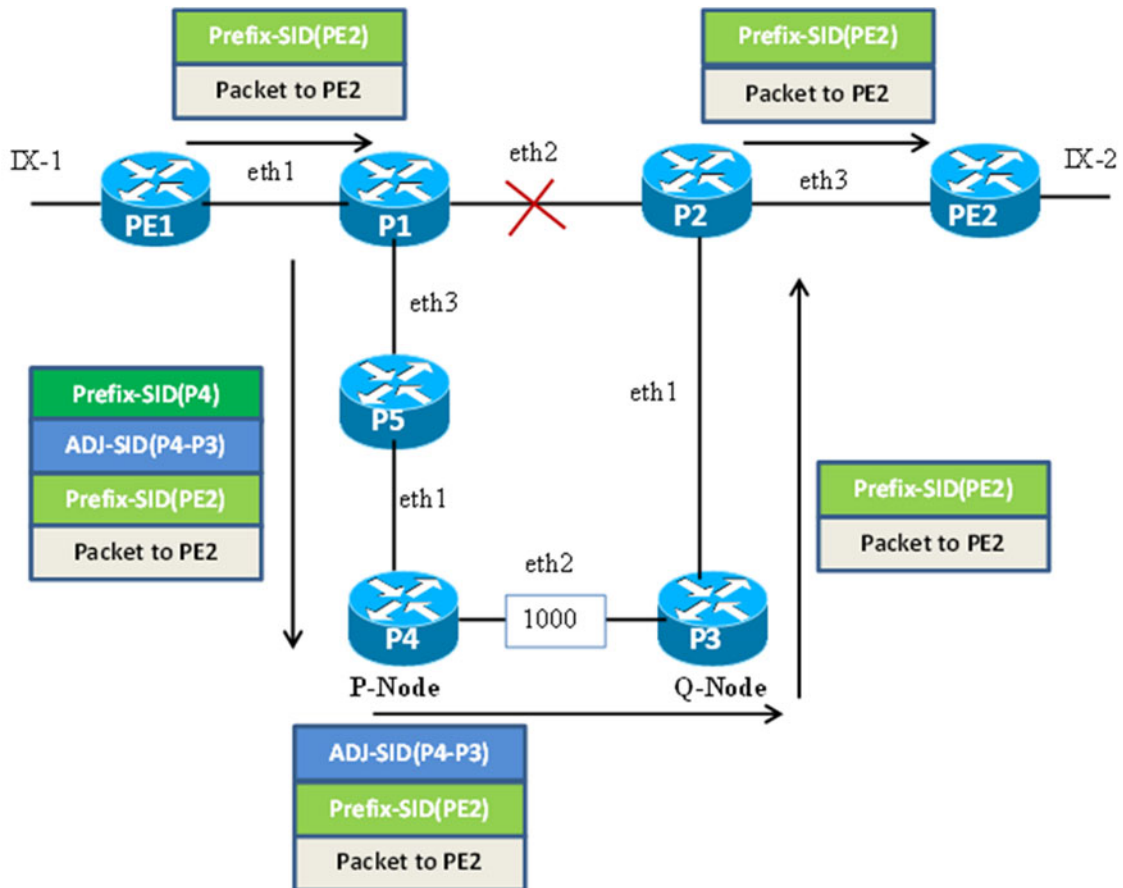 Prefix-SID(PE2)
Packet to PE2
Prefix-SID(PE2)
Packet to PE2
IX-1
eth1
eth2
eth3
IX-2
PE1
P1
P2
PE2
eth3
Prefix-SID(P4)
ADJ-SID(P4-P3)
Prefix-SID(PE2)
Packet to PE2
P5
eth1
eth1
Prefix-SID(PE2)
Packet to PE2
eth2
P4
1000
P3
P-Node
Q-Node
ADJ-SID(P4-P3)
Prefix-SID(PE2)
Packet to PE2